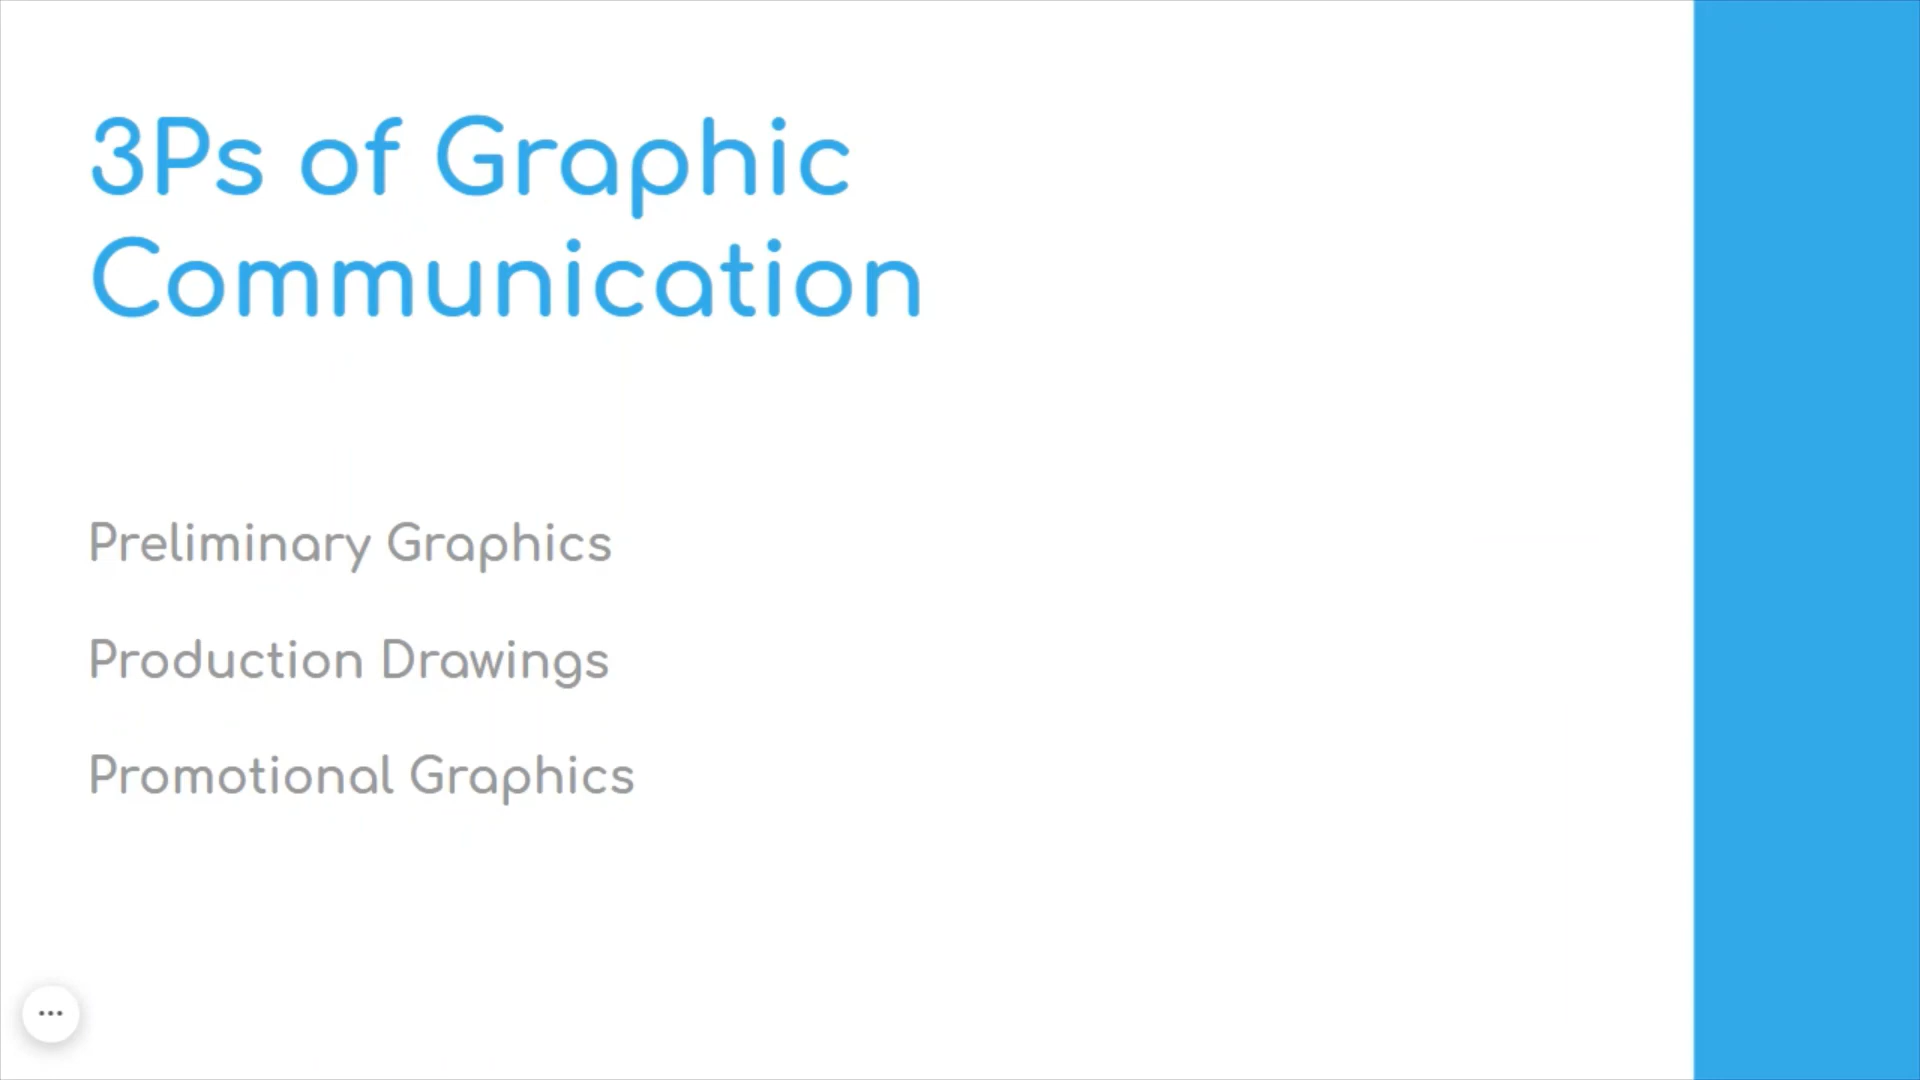 3Ps of Graphic
Communication
Preliminary Graphics
Production Drawings
Promotional Graphics